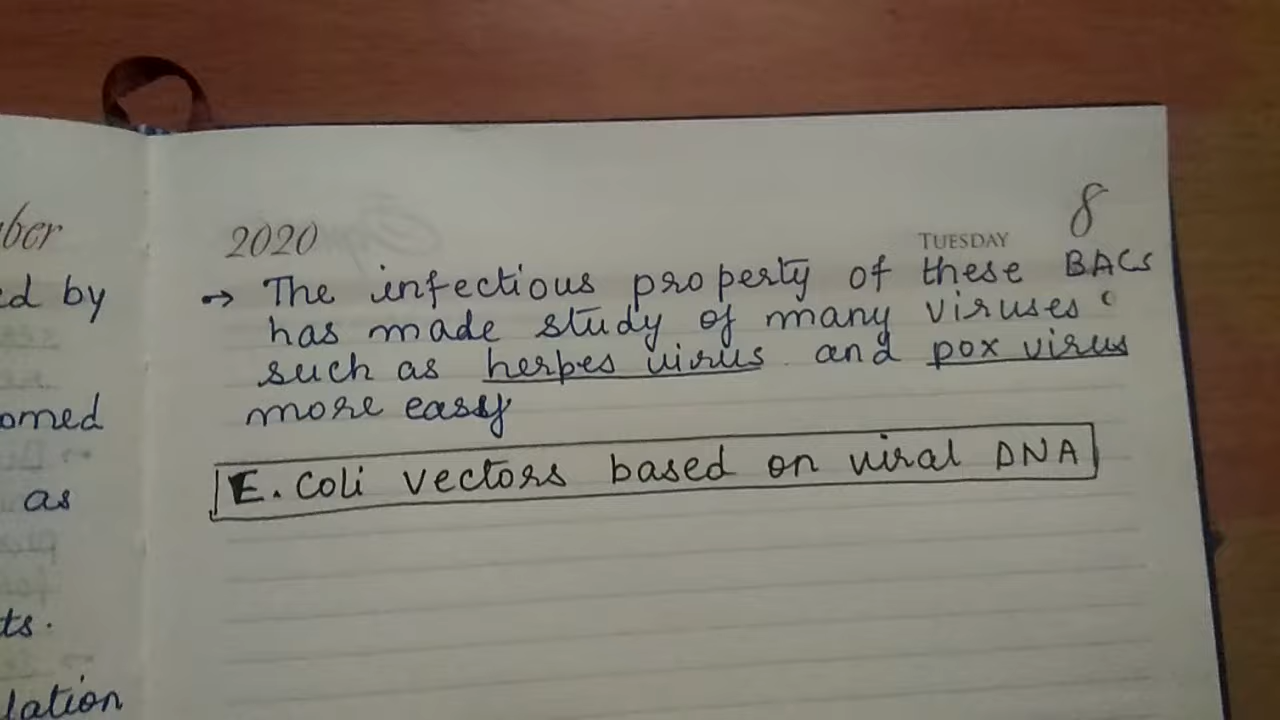 ber
ed by
omed
as
ts.
lation
2020
TUESDAY 8
→ The infectious property of these BACs
has made study of many viruses
such as herpes virus and pox virus
more easy
E. Coli vectors based on viral DNA